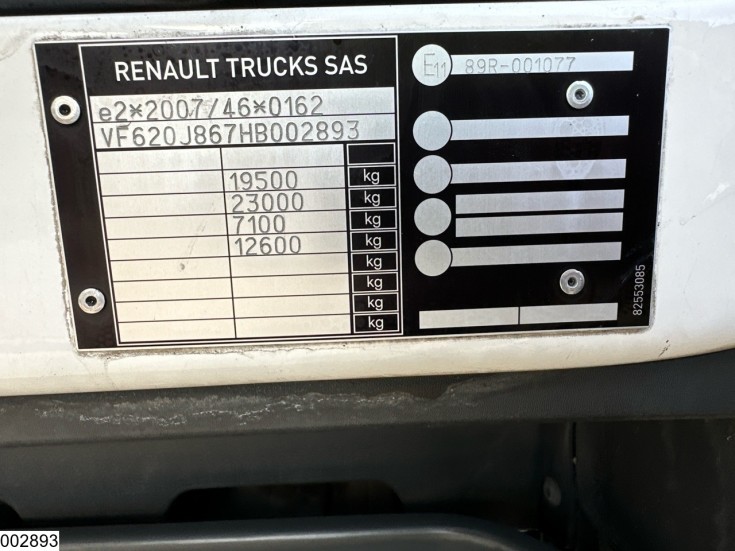 RENAULT TRUCKS SAS
e2*2007/46*0162
VF620J867HB002893
19500 kg
23000 kg
7100 kg
12600 kg
kg
kg
kg
kg
E11 89R-001077
82553085
002893